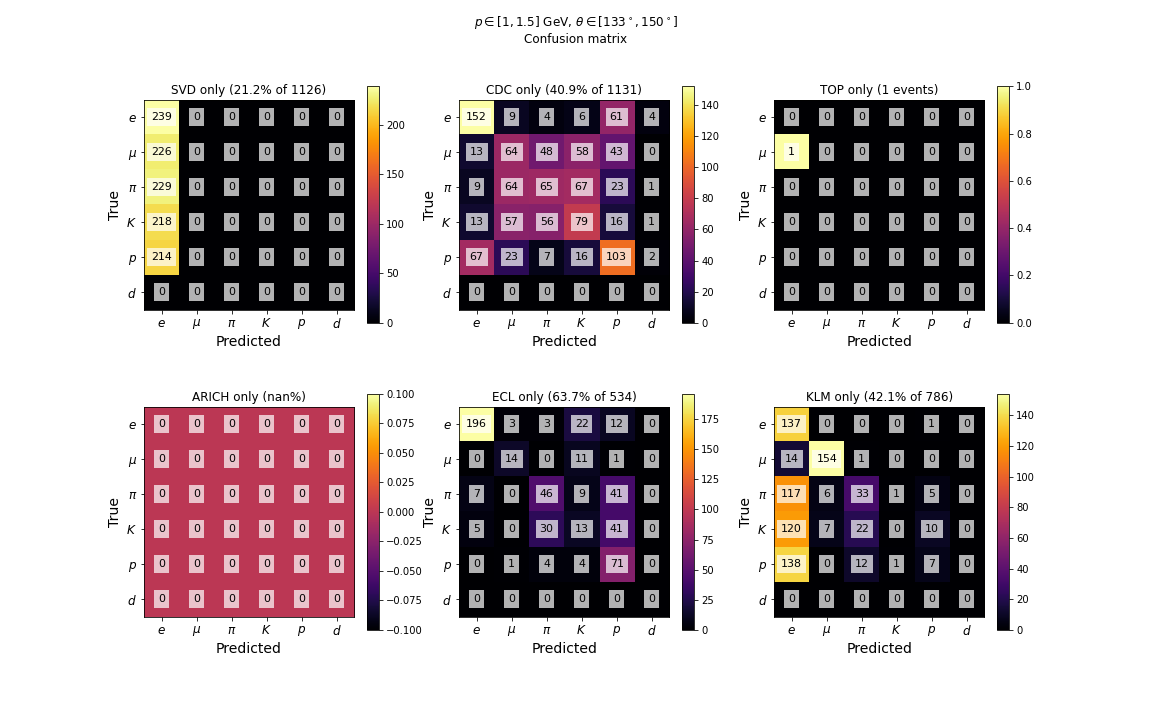 p ∈ [1, 1.5] GeV, θ ∈ [133°, 150°]
Confusion matrix
SVD only (21.2% of 1126)
e 239 0 0 0 0 0
μ 226 0 0 0 0 0
π 229 0 0 0 0 0
K 218 0 0 0 0 0
p 214 0 0 0 0 0
d 0 0 0 0 0 0
e μ π K p d
Predicted
True
200
150
100
50
0
CDC only (40.9% of 1131)
e 152 9 4 6 61 4
μ 13 64 48 58 43 0
π 9 64 65 67 23 1
K 13 57 56 79 16 1
p 67 23 7 16 103 2
d 0 0 0 0 0 0
e μ π K p d
Predicted
True
140
120
100
80
60
40
20
0
TOP only (1 events)
e 0 0 0 0 0 0
μ 1 0 0 0 0 0
π 0 0 0 0 0 0
K 0 0 0 0 0 0
p 0 0 0 0 0 0
d 0 0 0 0 0 0
e μ π K p d
Predicted
True
1.0
0.8
0.6
0.4
0.2
0.0
ARICH only (nan%)
e 0 0 0 0 0 0
μ 0 0 0 0 0 0
π 0 0 0 0 0 0
K 0 0 0 0 0 0
p 0 0 0 0 0 0
d 0 0 0 0 0 0
e μ π K p d
Predicted
True
0.100
0.075
0.050
0.025
0.000
−0.025
−0.050
−0.075
−0.100
ECL only (63.7% of 534)
e 196 3 3 22 12 0
μ 0 14 0 11 1 0
π 7 0 46 9 41 0
K 5 0 30 13 41 0
p 0 1 4 4 71 0
d 0 0 0 0 0 0
e μ π K p d
Predicted
True
175
150
125
100
75
50
25
0
KLM only (42.1% of 786)
e 137 0 0 0 1 0
μ 14 154 1 0 0 0
π 117 6 33 1 5 0
K 120 7 22 0 10 0
p 138 0 12 1 7 0
d 0 0 0 0 0 0
e μ π K p d
Predicted
True
140
120
100
80
60
40
20
0